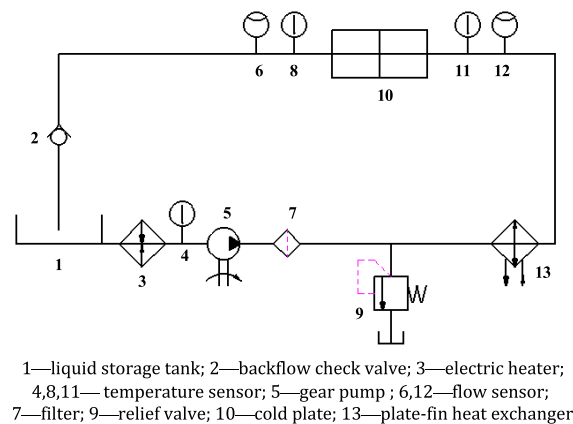 6 8 10 11 12
2
1 3 4 5 7 9 13
1—liquid storage tank; 2—backflow check valve; 3—electric heater;
4,8,11— temperature sensor; 5—gear pump ; 6,12—flow sensor;
7—filter; 9—relief valve; 10—cold plate; 13—plate-fin heat exchanger